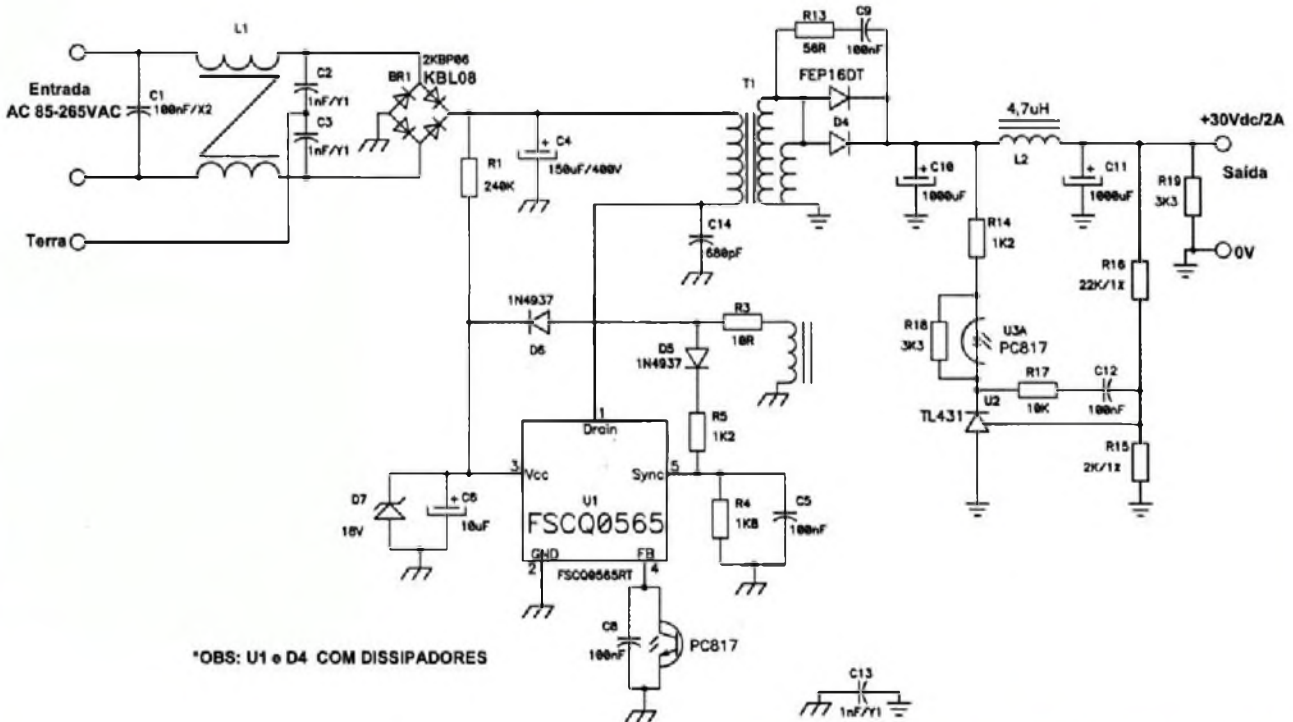 L1
Entrada
AC 85-265VAC
C1
100nF/X2
C2
1nF/Y1
C3
1nF/Y1
Terra
2KBP06
KBL08
BR1
R1
240K
C4
150uF/400V
T1
R13
56R
C9
100nF
FEP16DT
D4
C14
680pF
4,7uH
L2
C10
1000uF
C11
1000uF
+30Vdc/2A
Saída
R19
3K3
0V
R14
1K2
R16
22K/1%
R18
3K3
U3A
PC817
R17
10K
C12
100nF
U2
TL431
R15
2K/1%
1N4937
D6
D5
1N4937
R3
10R
R5
1K2
1
Drain
3
Vcc
Sync
5
U1
FSCQ0565
GND
2
FB
4
FSCQ0565RT
D7
18V
C6
10uF
R4
1K8
C5
100nF
C8
100nF
PC817
*OBS: U1 e D4 COM DISSIPADORES
C13
1nF/Y1